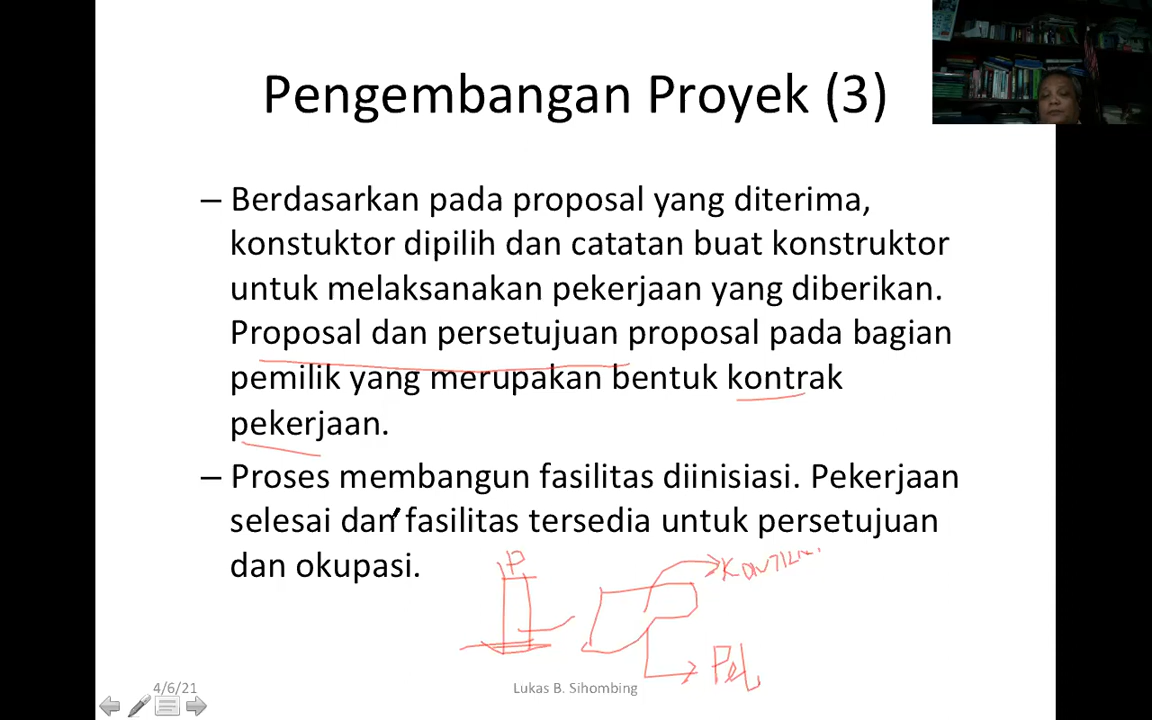 Pengembangan Proyek (3)
– Berdasarkan pada proposal yang diterima,
konstuktor dipilih dan catatan buat konstruktor
untuk melaksanakan pekerjaan yang diberikan.
Proposal dan persetujuan proposal pada bagian
pemilik yang merupakan bentuk kontrak
pekerjaan.
– Proses membangun fasilitas diinisiasi. Pekerjaan
selesai dan fasilitas tersedia untuk persetujuan
dan okupasi.
P
4/6/21
Lukas B. Sihombing